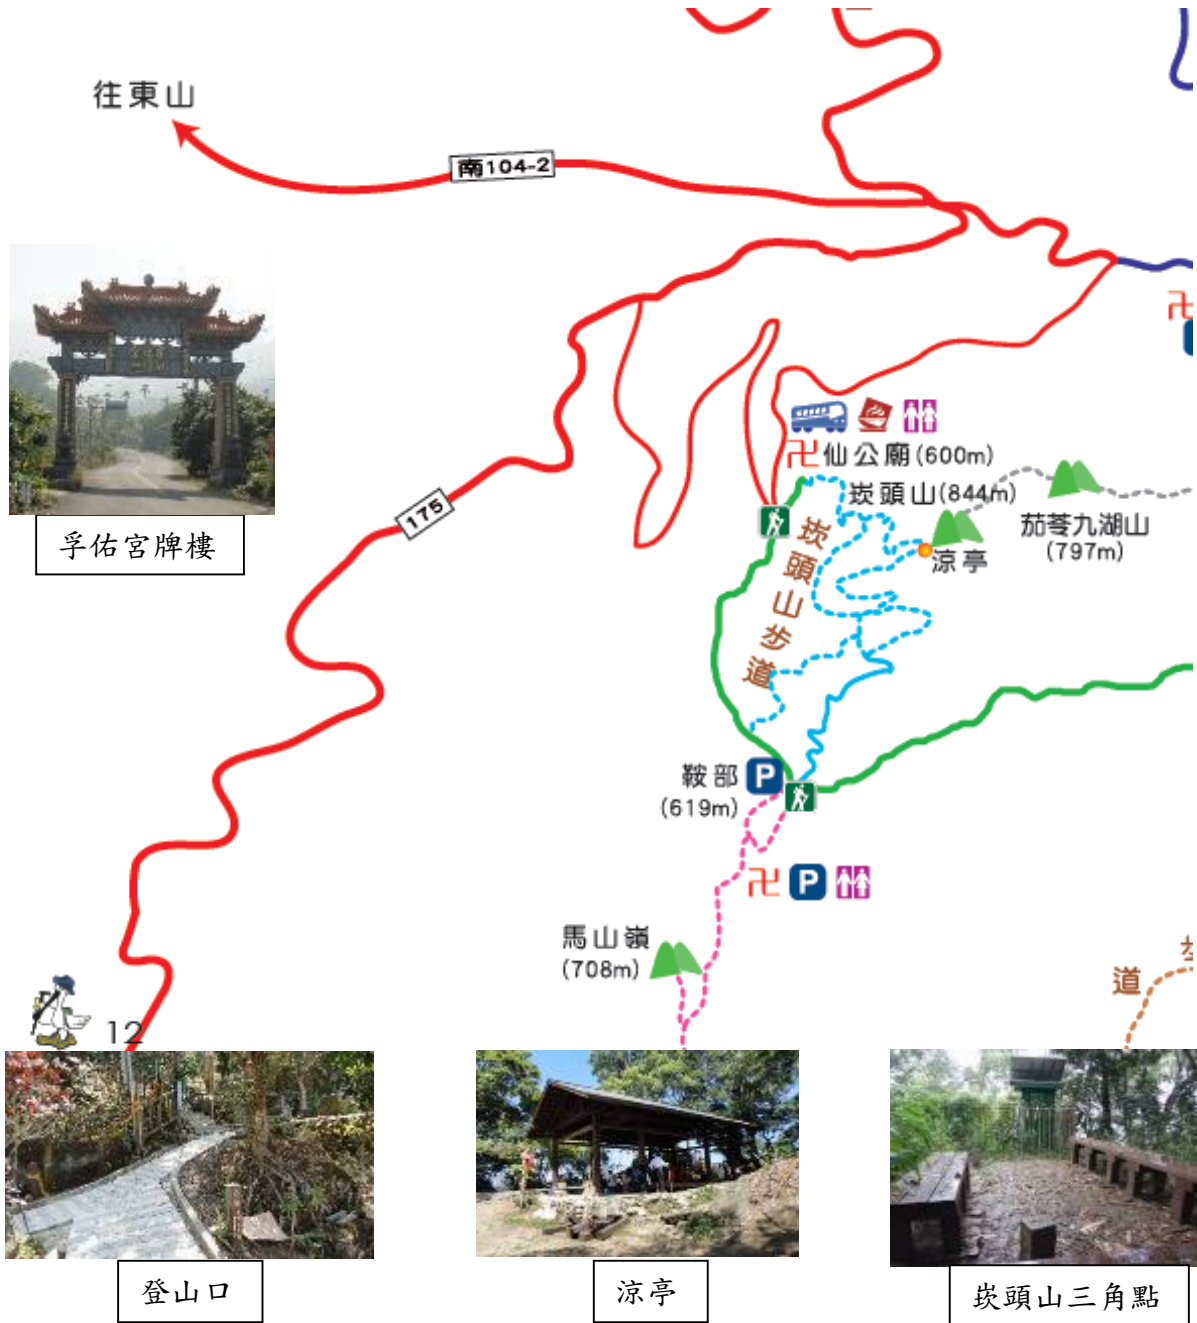 往東山
南104-2
孚佑宮牌樓
175
仙公廟(600m)
崁頭山(844m)
茄苳九湖山
(797m)
涼亭
崁頭山步道
鞍部
(619m)
P
P
馬山嶺
(708m)
步
道
12
登山口
涼亭
崁頭山三角點